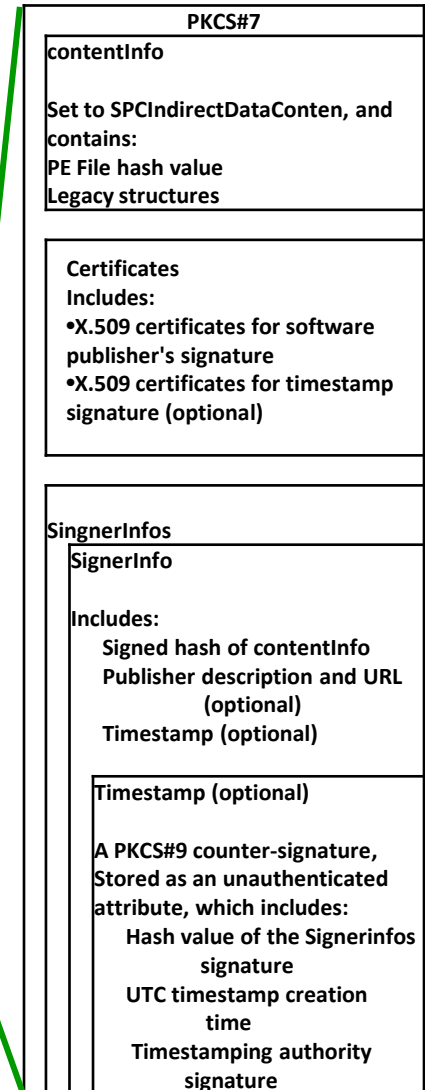 PKCS#7
contentInfo
Set to SPCIndirectDataConten, and
contains:
PE File hash value
Legacy structures
Certificates
Includes:
•X.509 certificates for software
publisher's signature
•X.509 certificates for timestamp
signature (optional)
SingnerInfos
SignerInfo
Includes:
Signed hash of contentInfo
Publisher description and URL
(optional)
Timestamp (optional)
Timestamp (optional)
A PKCS#9 counter-signature,
Stored as an unauthenticated
attribute, which includes:
Hash value of the Signerinfos
signature
UTC timestamp creation
time
Timestamping authority
signature